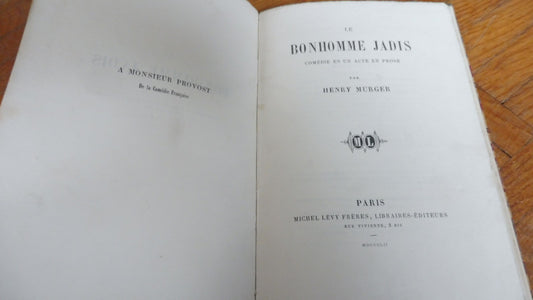 A MONSIEUR PROVOST
De la Comédie Française
LE
BONHOMME JADIS
COMÉDIE EN UN ACTE EN PROSE
PAR
HENRY MURGER
ML
PARIS
MICHEL LÉVY FRÈRES, LIBRAIRES-ÉDITEURS
RUE VIVIENNE, 2 BIS
MDCCCLII